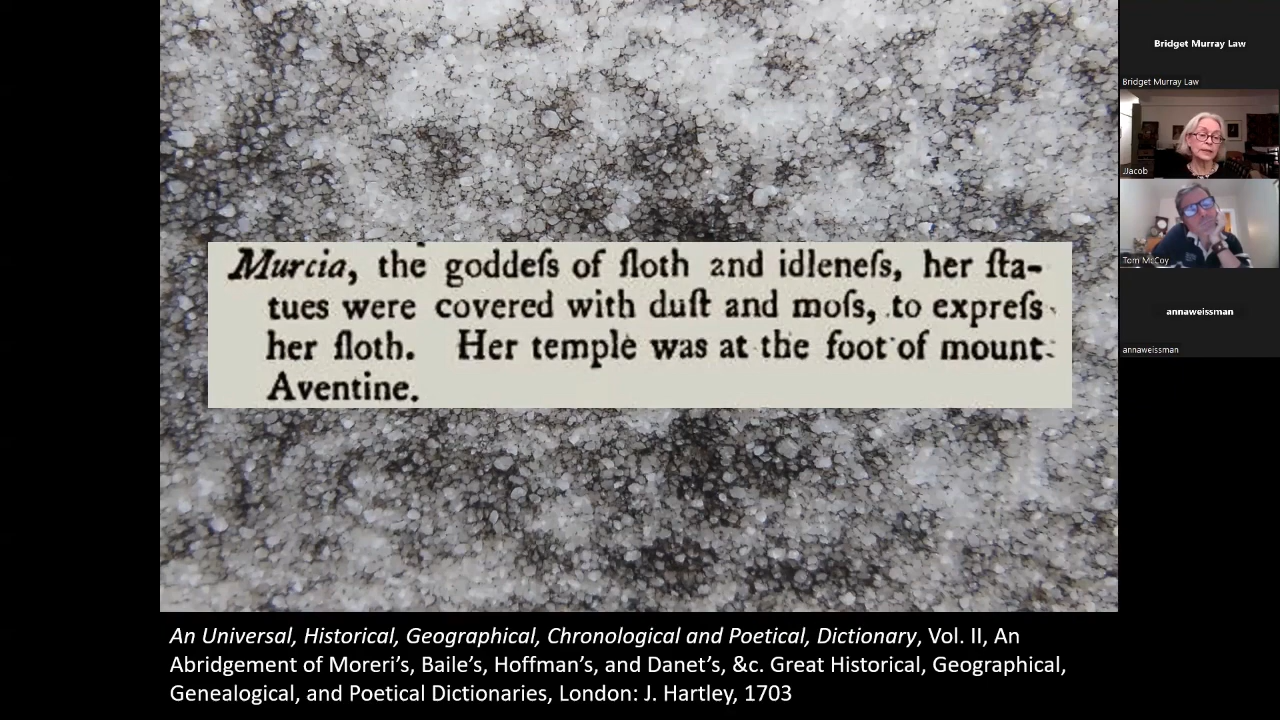 Murcia, the goddeſs of ſloth and idleneſs, her ſta-
tues were covered with duſt and moſs, to expreſs
her ſloth. Her temple was at the foot of mount
Aventine.
An Universal, Historical, Geographical, Chronological and Poetical, Dictionary, Vol. II, An
Abridgement of Moreri’s, Baile’s, Hoffman’s, and Danet’s, &c. Great Historical, Geographical,
Genealogical, and Poetical Dictionaries, London: J. Hartley, 1703
Bridget Murray Law
Bridget Murray Law
JJacob
Tom McCoy
annaweissman
annaweissman